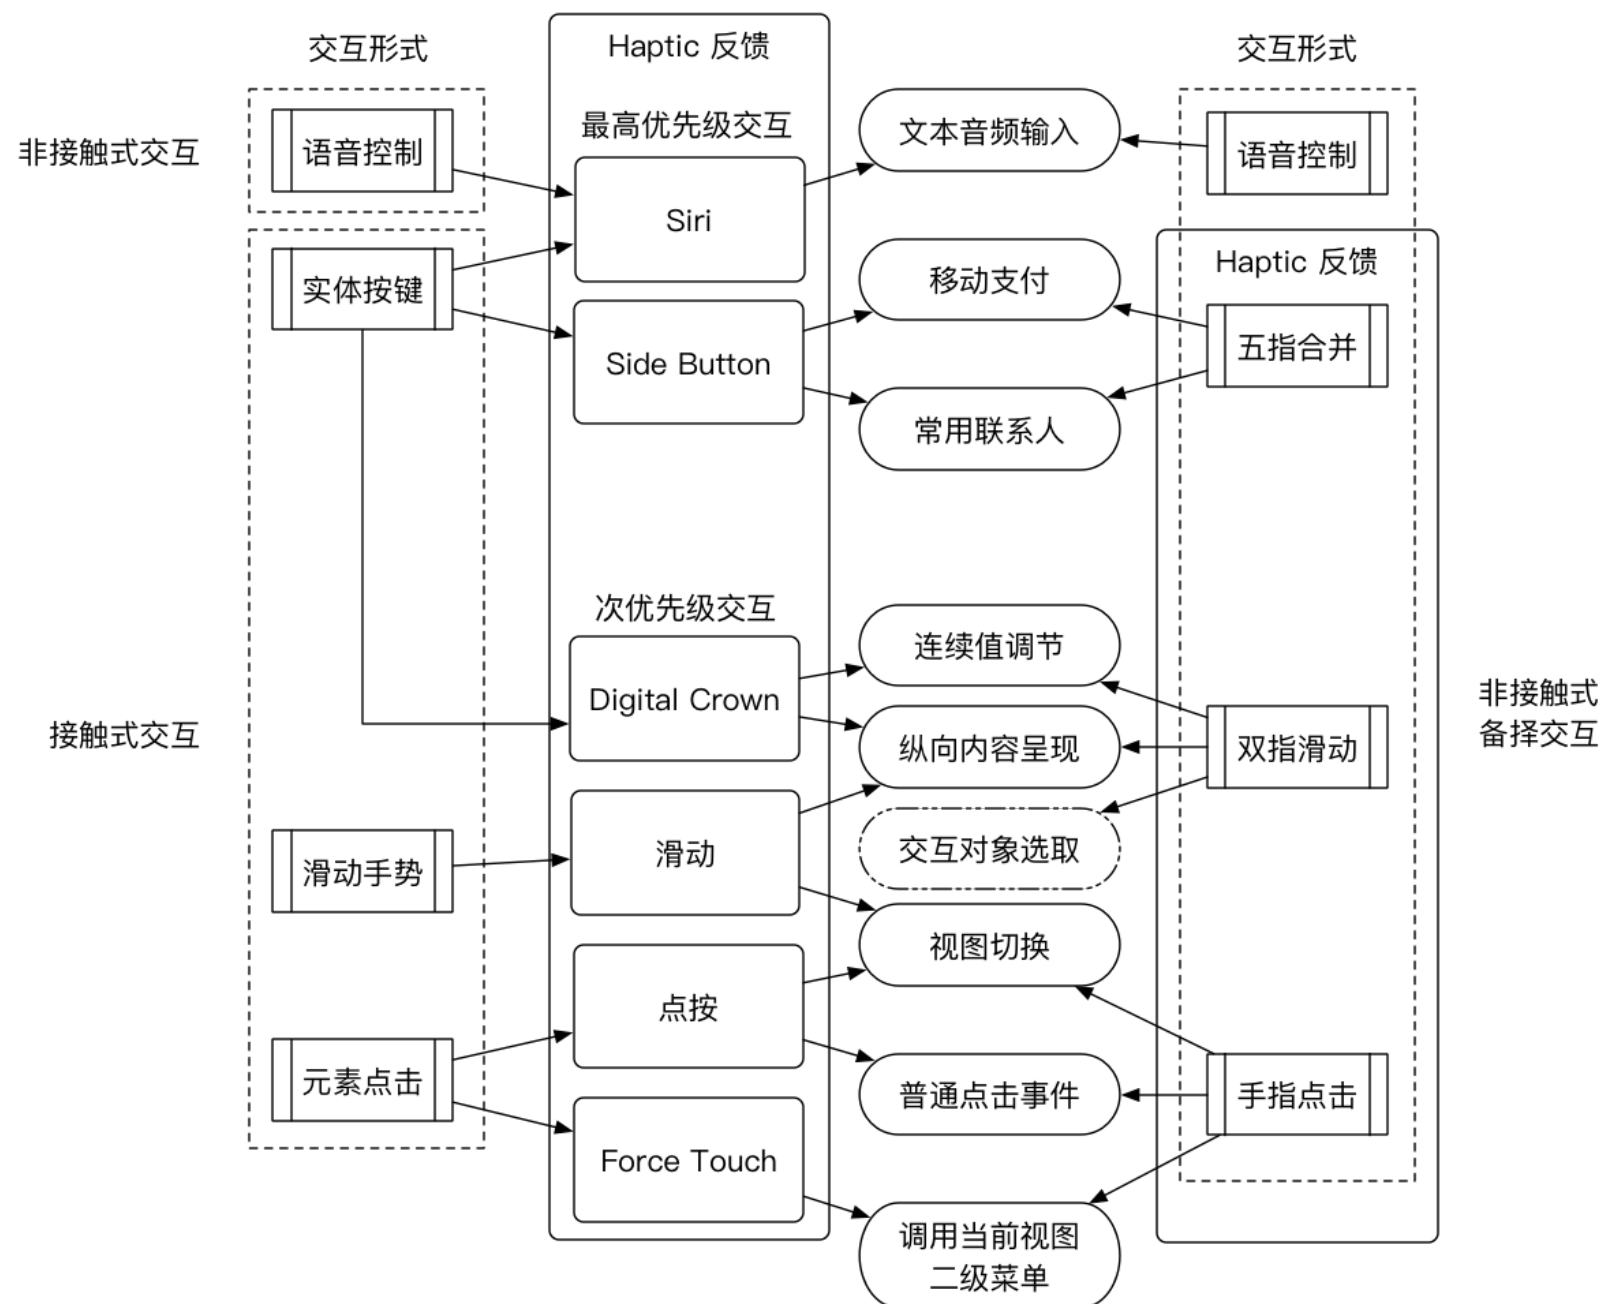 交互形式
非接触式交互
语音控制
实体按键
接触式交互
滑动手势
元素点击
Haptic 反馈
最高优先级交互
Siri
Side Button
次优先级交互
Digital Crown
滑动
点按
Force Touch
文本音频输入
移动支付
常用联系人
连续值调节
纵向内容呈现
交互对象选取
视图切换
普通点击事件
调用当前视图
二级菜单
交互形式
语音控制
Haptic 反馈
五指合并
双指滑动
手指点击
非接触式
备择交互